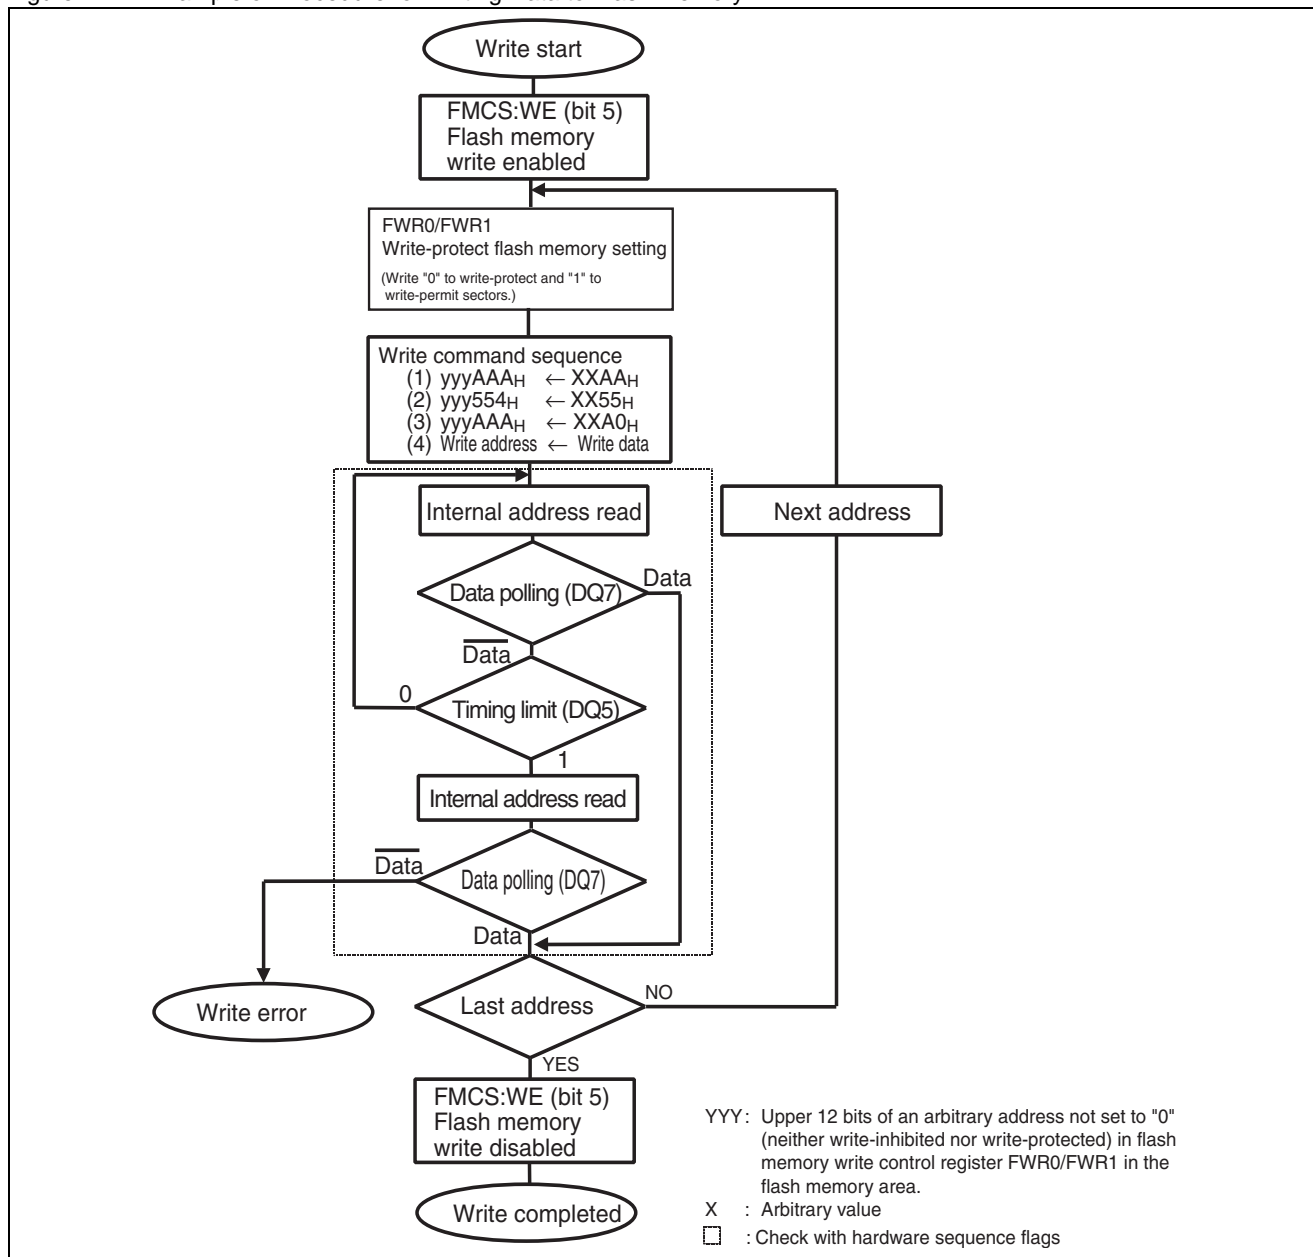 Write start
FMCS:WE (bit 5)
Flash memory
write enabled
FWR0/FWR1
Write-protect flash memory setting
(Write "0" to write-protect and "1" to
write-permit sectors.)
Write command sequence
(1) yyyAAAH ← XXAAH
(2) yyy554H ← XX55H
(3) yyyAAAH ← XXA0H
(4) Write address ← Write data
Internal address read
Next address
Data polling (DQ7)
Data
Data
0
Timing limit (DQ5)
1
Internal address read
Data
Data polling (DQ7)
Data
Write error
Last address
NO
YES
FMCS:WE (bit 5)
Flash memory
write disabled
Write completed
YYY : Upper 12 bits of an arbitrary address not set to "0"
(neither write-inhibited nor write-protected) in flash
memory write control register FWR0/FWR1 in the
flash memory area.
X : Arbitrary value
: Check with hardware sequence flags